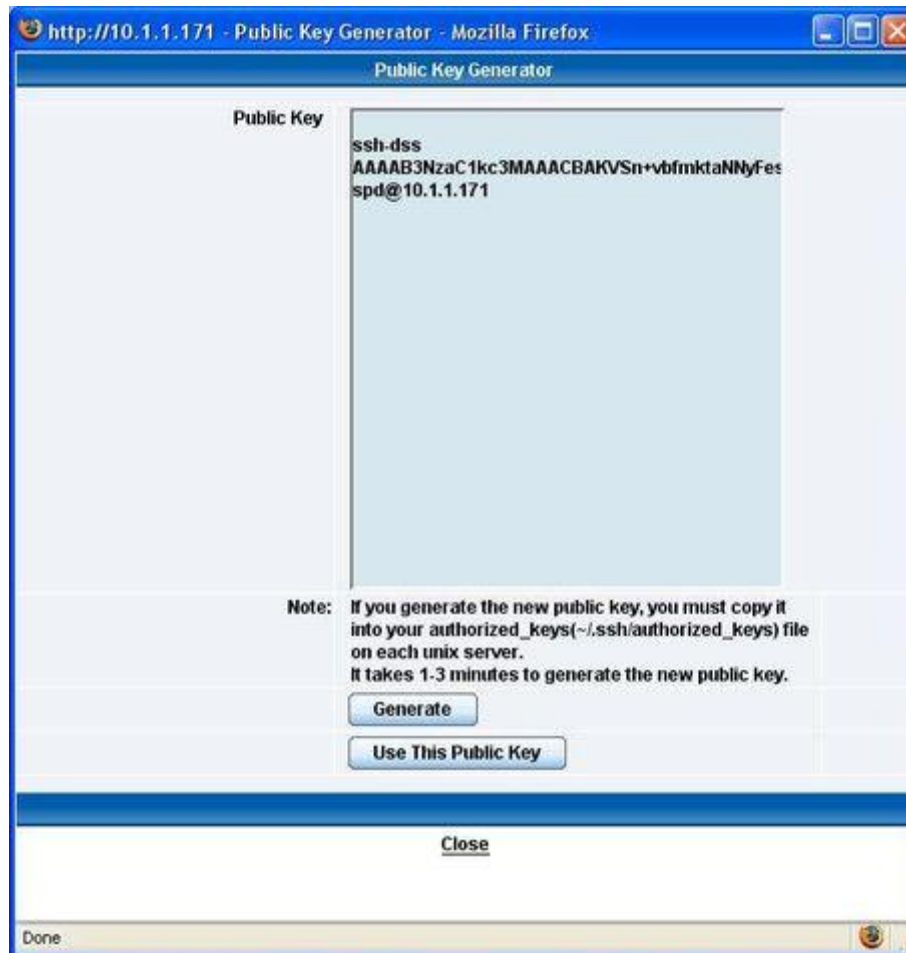 http://10.1.1.171 - Public Key Generator - Mozilla Firefox
Public Key Generator
Public Key
ssh-dss
AAAAB3NzaC1kc3MAAACBAKVSn+vbfmktaNNyFes
spd@10.1.1.171
Note: If you generate the new public key, you must copy it
into your authorized_keys(~/.ssh/authorized_keys) file
on each unix server.
It takes 1-3 minutes to generate the new public key.
Generate
Use This Public Key
Close
Done